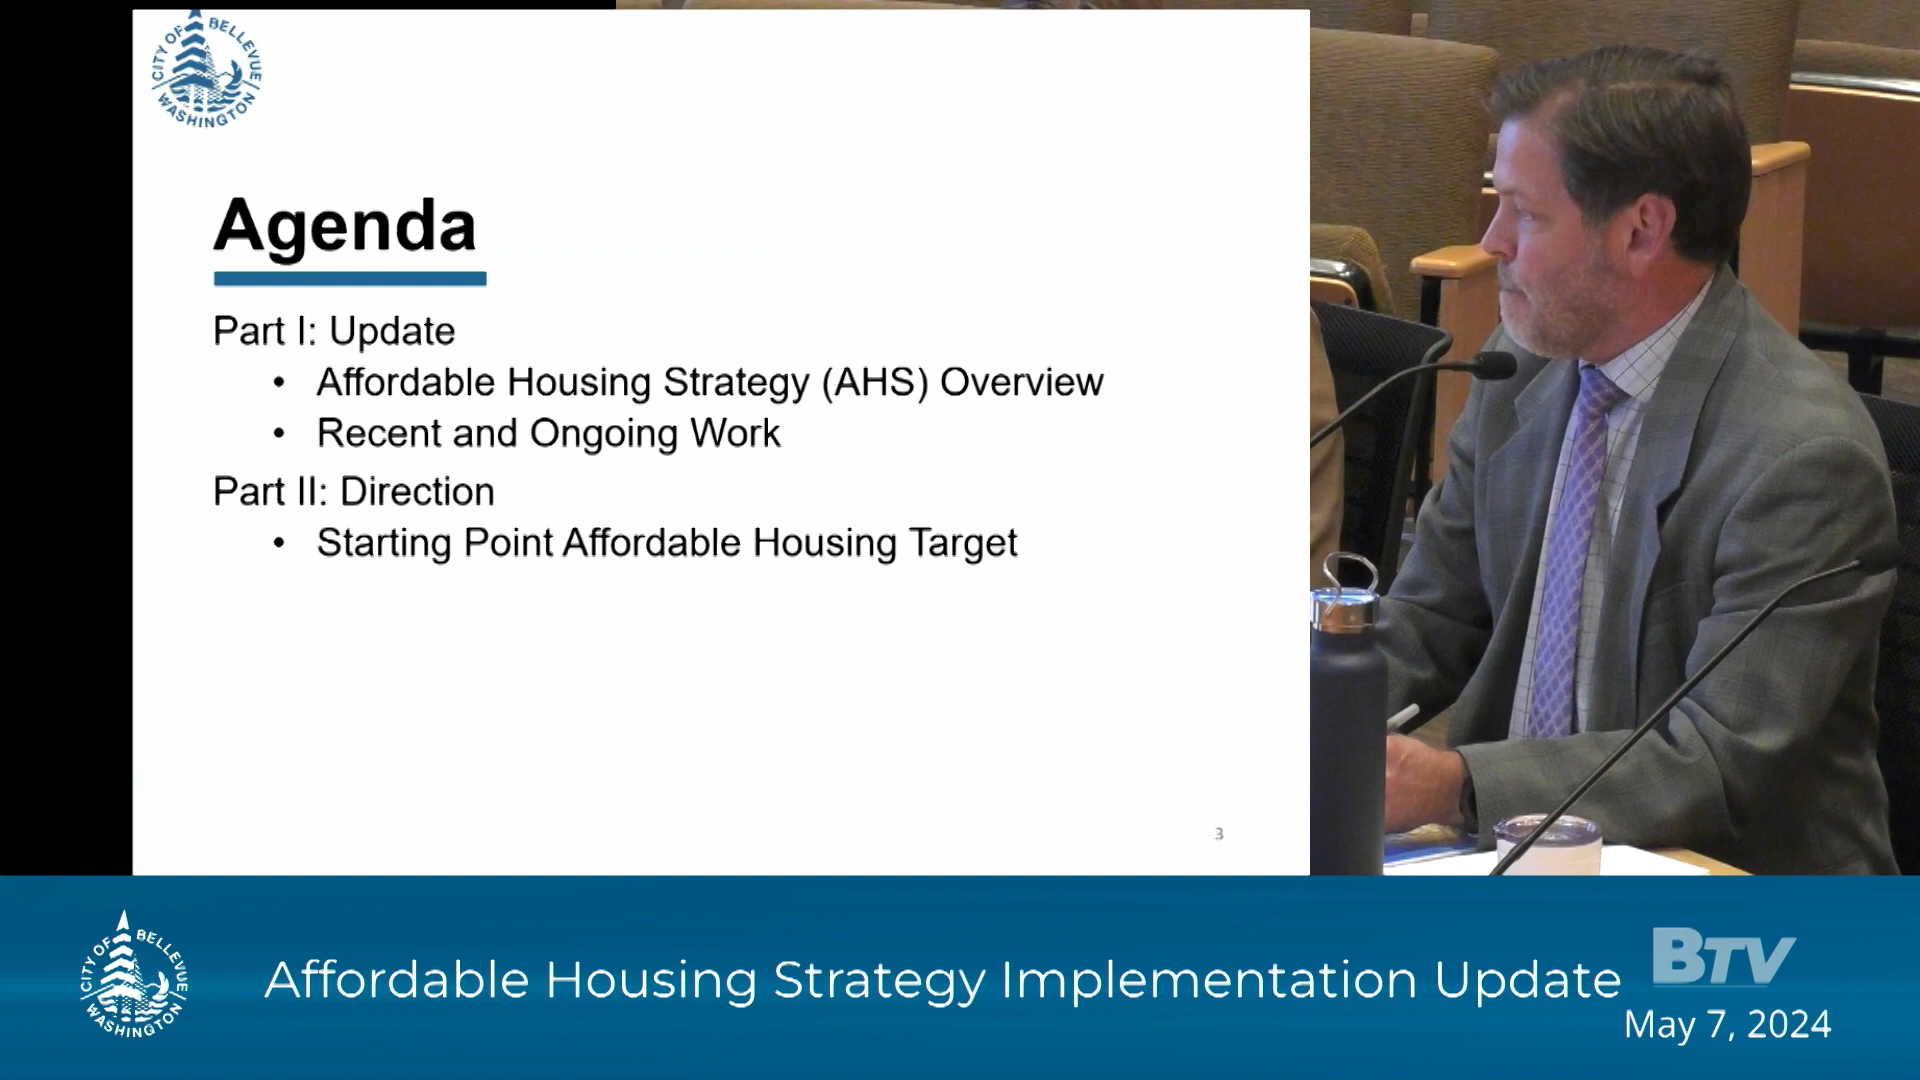 CITY OF BELLEVUE
WASHINGTON
Agenda
Part I: Update
• Affordable Housing Strategy (AHS) Overview
• Recent and Ongoing Work
Part II: Direction
• Starting Point Affordable Housing Target
3
CITY OF BELLEVUE
WASHINGTON
Affordable Housing Strategy Implementation Update
BTV
May 7, 2024